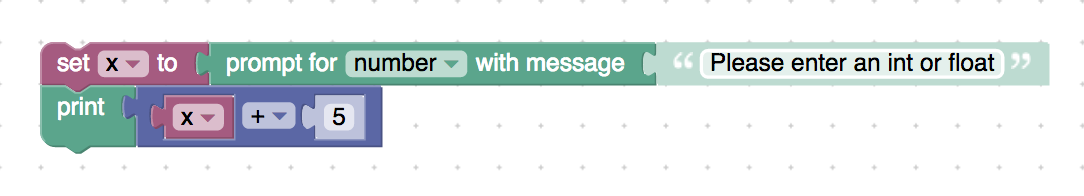 set x to prompt for number with message “ Please enter an int or float ”
print x + 5